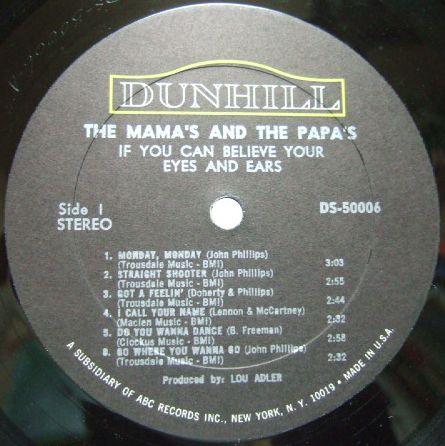 DUNHILL
THE MAMA'S AND THE PAPA'S
IF YOU CAN BELIEVE YOUR
EYES AND EARS
Side 1
STEREO
DS-50006
1. MONDAY, MONDAY (John Phillips)
(Trousdale Music - BMI) 3:03
2. STRAIGHT SHOOTER (John Phillips)
(Trousdale Music - BMI) 2:55
3. GOT A FEELIN' (Doherty & Phillips)
(Trousdale Music - BMI) 2:44
4. I CALL YOUR NAME (Lennon & McCartney)
(Maclen Music - BMI) 2:32
5. DO YOU WANNA DANCE (B. Freeman)
(Clockus Music - BMI) 2:58
6. GO WHERE YOU WANNA GO (John Phillips)
(Trousdale Music - BMI) 2:32
Produced by: LOU ADLER
A SUBSIDIARY OF ABC RECORDS INC., NEW YORK, N. Y. 10019 • MADE IN U.S.A.